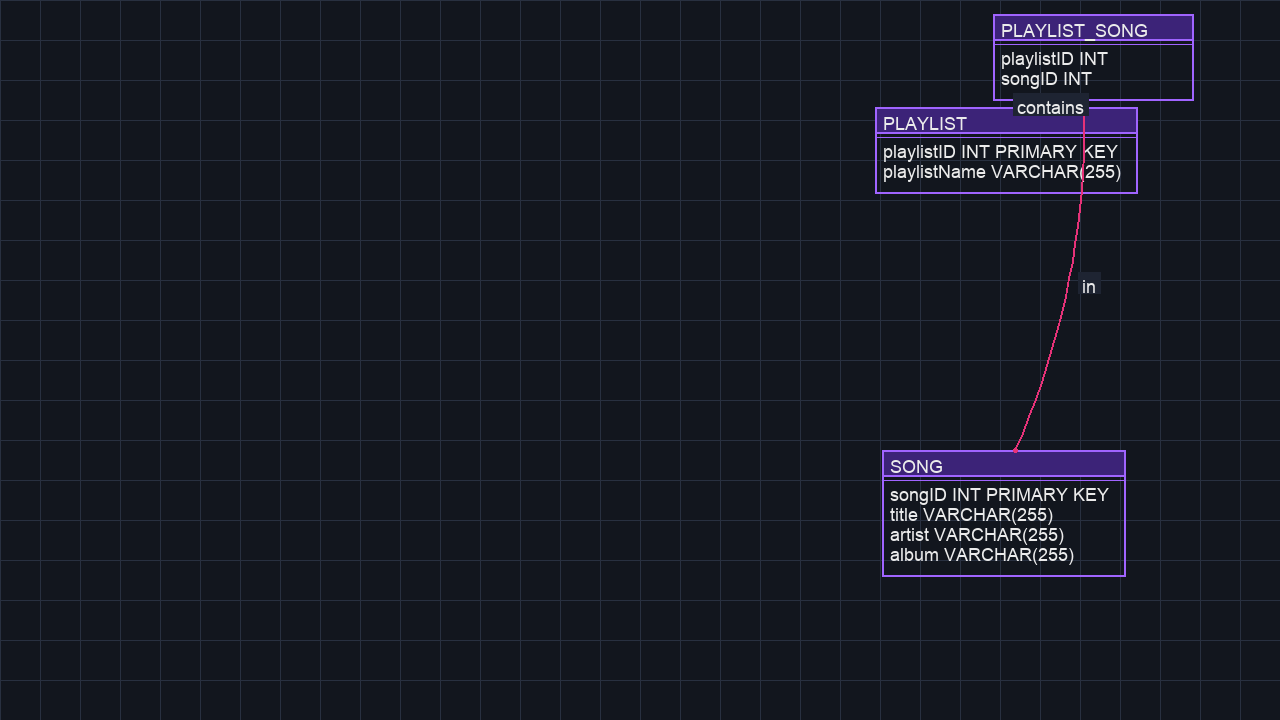 PLAYLIST_SONG
playlistID INT
songID INT
contains
PLAYLIST
playlistID INT PRIMARY KEY
playlistName VARCHAR(255)
in
SONG
songID INT PRIMARY KEY
title VARCHAR(255)
artist VARCHAR(255)
album VARCHAR(255)